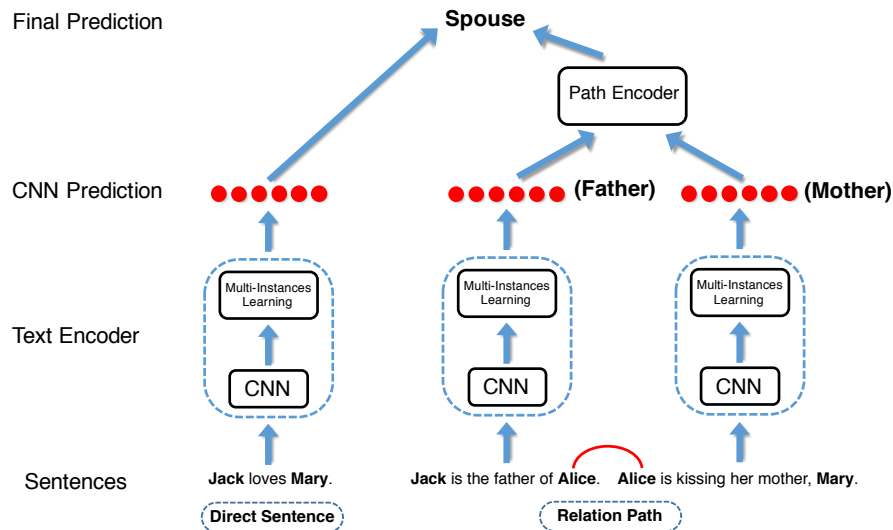 Final Prediction
Spouse
Path Encoder
CNN Prediction
(Father)
(Mother)
Text Encoder
Multi-Instances
Learning
CNN
Multi-Instances
Learning
CNN
Multi-Instances
Learning
CNN
Sentences
Jack loves Mary.
Jack is the father of Alice. Alice is kissing her mother, Mary.
Direct Sentence
Relation Path